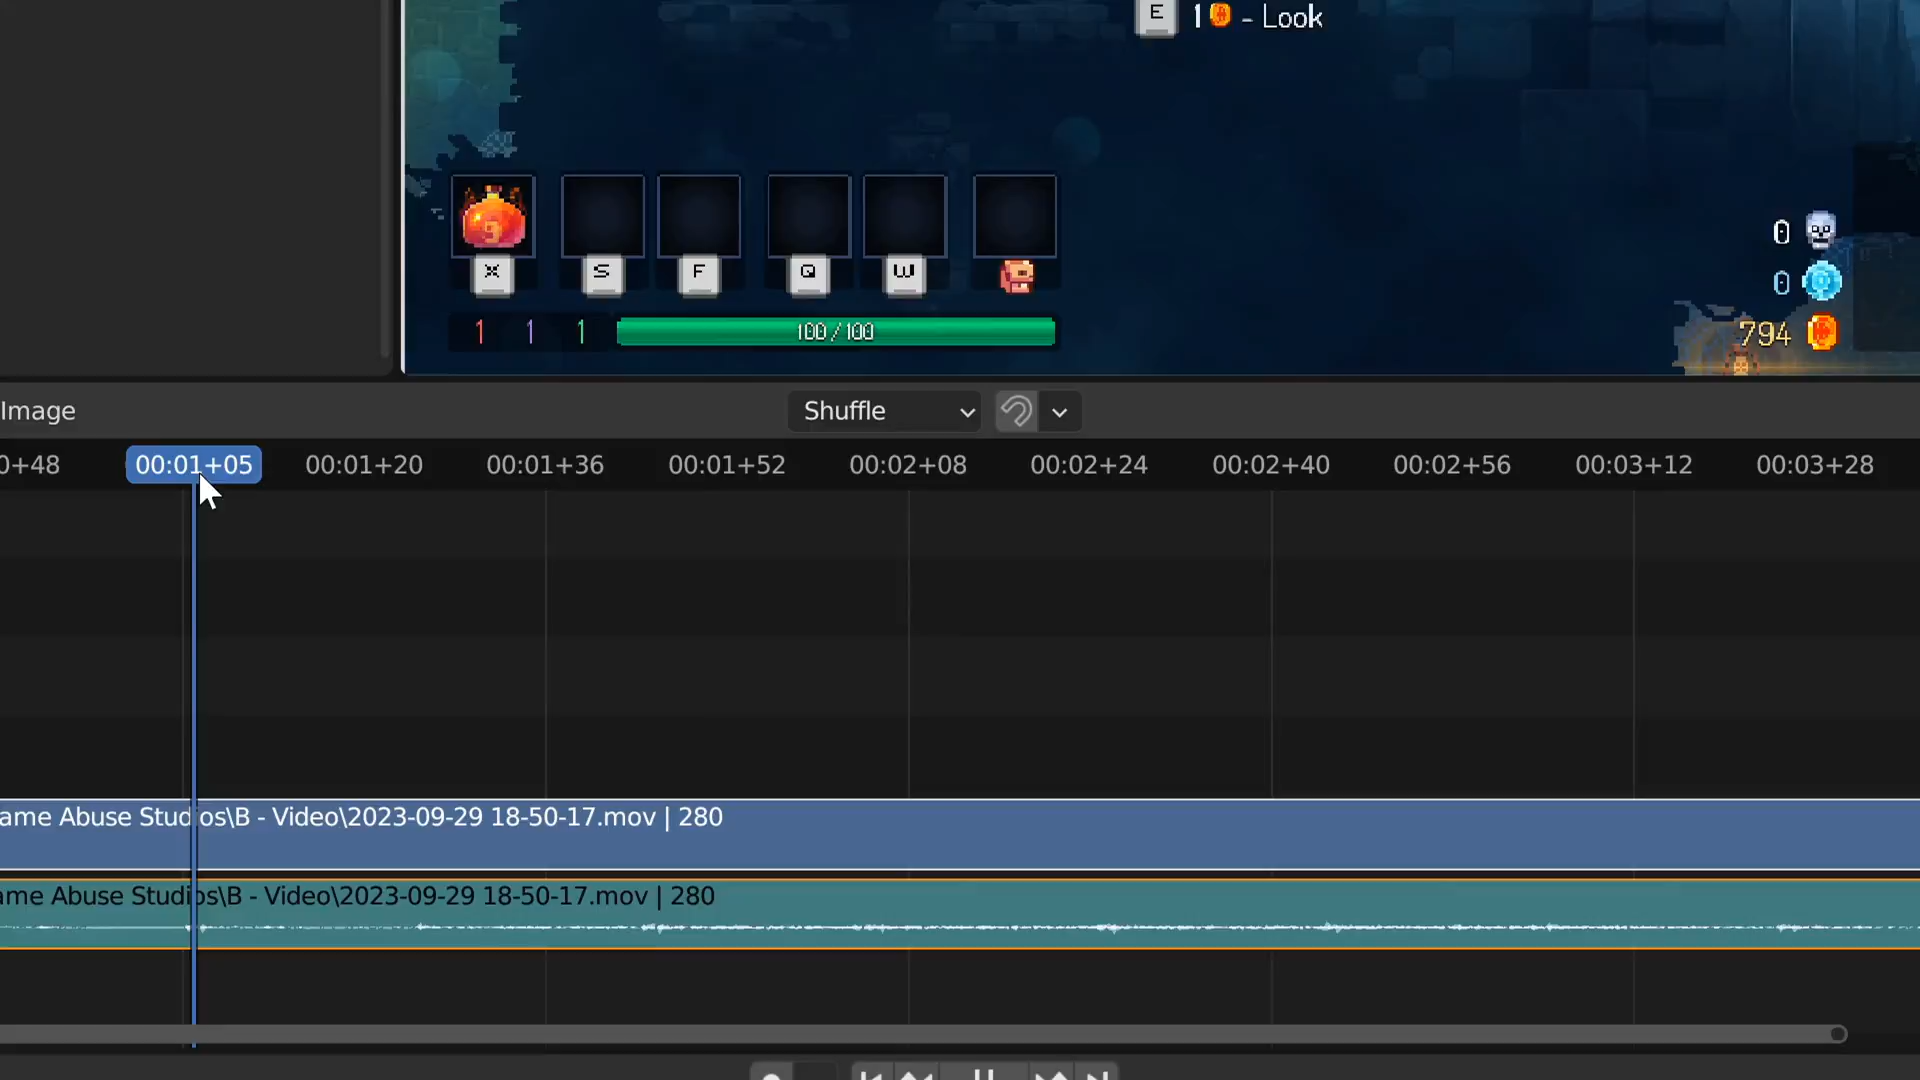 E 1 - Look
9
X S F Q W
0
0
1 1 1 100/100
794
Image
Shuffle
0+48 00:01+05 00:01+20 00:01+36 00:01+52 00:02+08 00:02+24 00:02+40 00:02+56 00:03+12 00:03+28
ame Abuse Studios\B - Video\2023-09-29 18-50-17.mov | 280
ame Abuse Studios\B - Video\2023-09-29 18-50-17.mov | 280